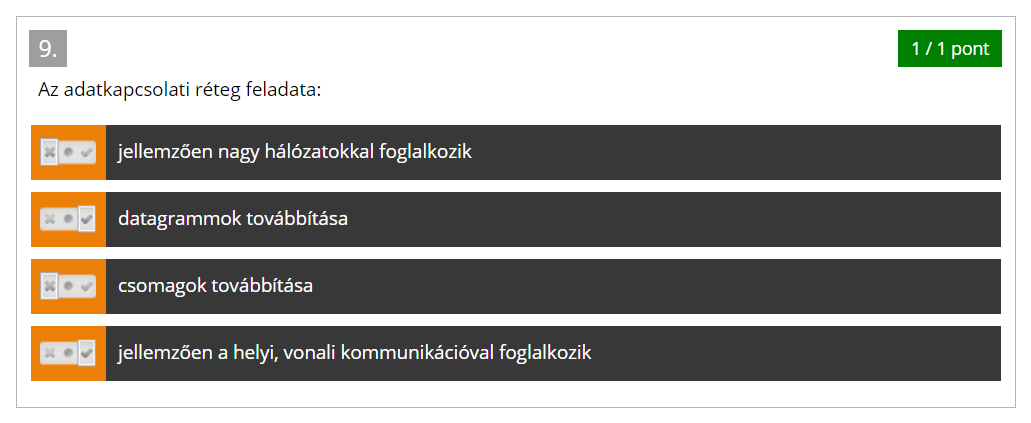 9.
1 / 1 pont
Az adatkapcsolati réteg feladata:
jellemzően nagy hálózatokkal foglalkozik
datagrammok továbbítása
csomagok továbbítása
jellemzően a helyi, vonali kommunikációval foglalkozik